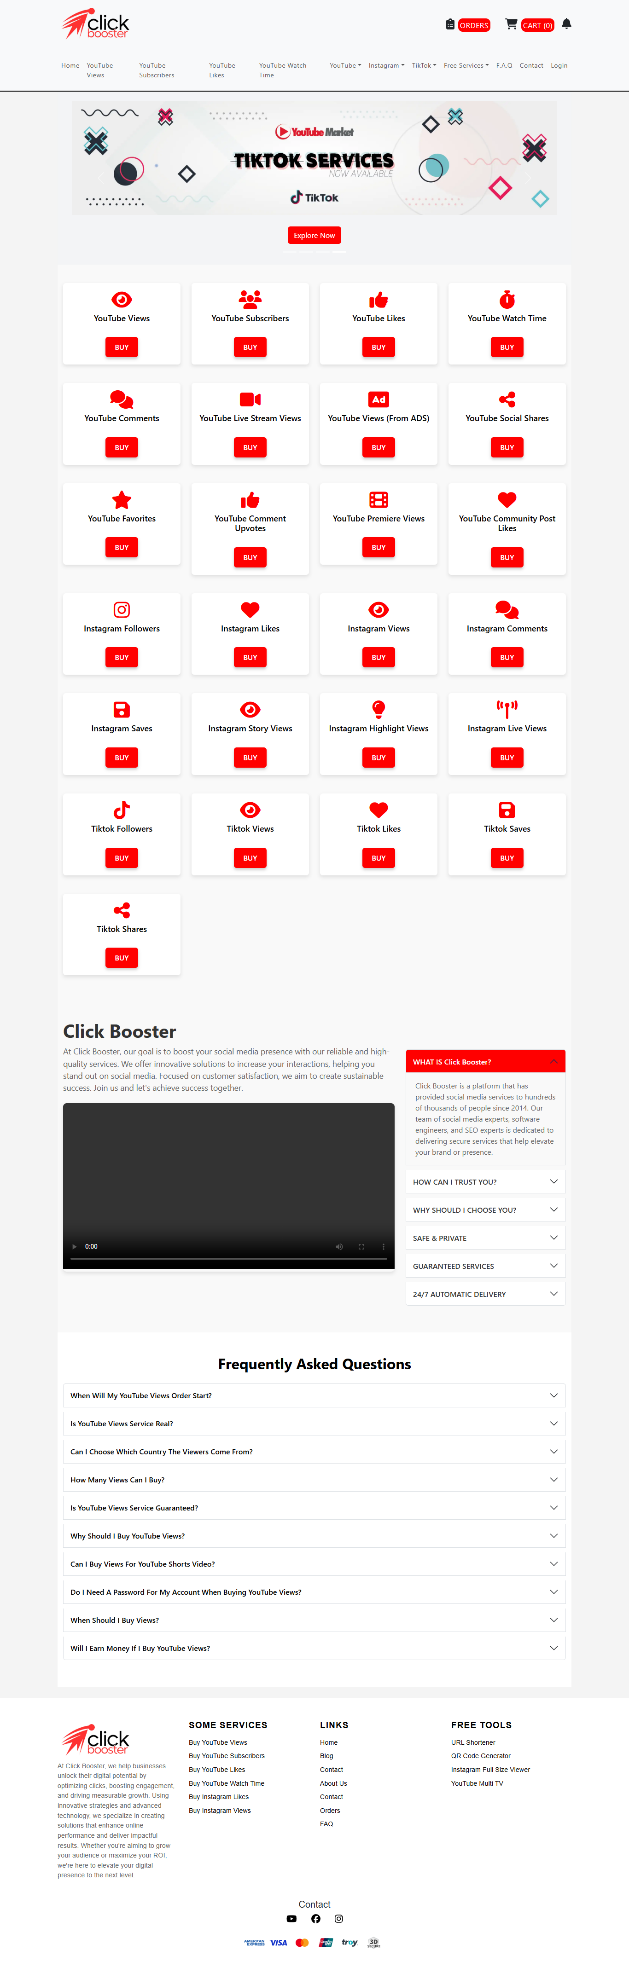 click
booster
ORDERS
CART (0)
Home
YouTube Views
YouTube Subscribers
YouTube Likes
YouTube Watch Time
YouTube
Instagram
TikTok
Free Services
F.A.Q
Contact
Login
YouTube Market
TIKTOK SERVICES
NOW AVAILABLE
TikTok
Explore Now
YouTube Views
BUY
YouTube Subscribers
BUY
YouTube Likes
BUY
YouTube Watch Time
BUY
YouTube Comments
BUY
YouTube Live Stream Views
BUY
Ad
YouTube Views (From ADS)
BUY
YouTube Social Shares
BUY
YouTube Favorites
BUY
YouTube Comment
Upvotes
BUY
YouTube Premiere Views
BUY
YouTube Community Post
Likes
BUY
Instagram Followers
BUY
Instagram Likes
BUY
Instagram Views
BUY
Instagram Comments
BUY
Instagram Saves
BUY
Instagram Story Views
BUY
Instagram Highlight Views
BUY
Instagram Live Views
BUY
Tiktok Followers
BUY
Tiktok Views
BUY
Tiktok Likes
BUY
Tiktok Saves
BUY
Tiktok Shares
BUY
Click Booster
At Click Booster, our goal is to boost your social media presence with our reliable and high-
quality services. We offer innovative solutions to increase your interactions, helping you
stand out on social media. Focused on customer satisfaction, we aim to create sustainable
success. Join us and let's achieve success together.
0:00
WHAT IS Click Booster?
Click Booster is a platform that has
provided social media services to hundreds
of thousands of people since 2014. Our
team of social media experts, software
engineers, and SEO experts is dedicated to
delivering secure services that help elevate
your brand or presence.
HOW CAN I TRUST YOU?
WHY SHOULD I CHOOSE YOU?
SAFE & PRIVATE
GUARANTEED SERVICES
24/7 AUTOMATIC DELIVERY
Frequently Asked Questions
When Will My YouTube Views Order Start?
Is YouTube Views Service Real?
Can I Choose Which Country The Viewers Come From?
How Many Views Can I Buy?
Is YouTube Views Service Guaranteed?
Why Should I Buy YouTube Views?
Can I Buy Views For YouTube Shorts Video?
Do I Need A Password For My Account When Buying YouTube Views?
When Should I Buy Views?
Will I Earn Money If I Buy YouTube Views?
click
booster
At Click Booster, we help businesses
unlock their digital potential by
optimizing clicks, boosting engagement,
and driving measurable growth. Using
innovative strategies and advanced
technology, we specialize in creating
solutions that enhance online
performance and deliver impactful
results. Whether you're aiming to grow
your audience or maximize your ROI,
we're here to elevate your digital
presence to the next level.
SOME SERVICES
Buy YouTube Views
Buy YouTube Subscribers
Buy YouTube Likes
Buy YouTube Watch Time
Buy Instagram Likes
Buy Instagram Views
LINKS
Home
Blog
Contact
About Us
Contact
Orders
FAQ
FREE TOOLS
URL Shortener
QR Code Generator
Instagram Full Size Viewer
YouTube Multi TV
Contact
AMERICAN
EXPRESS
VISA
troy
3D